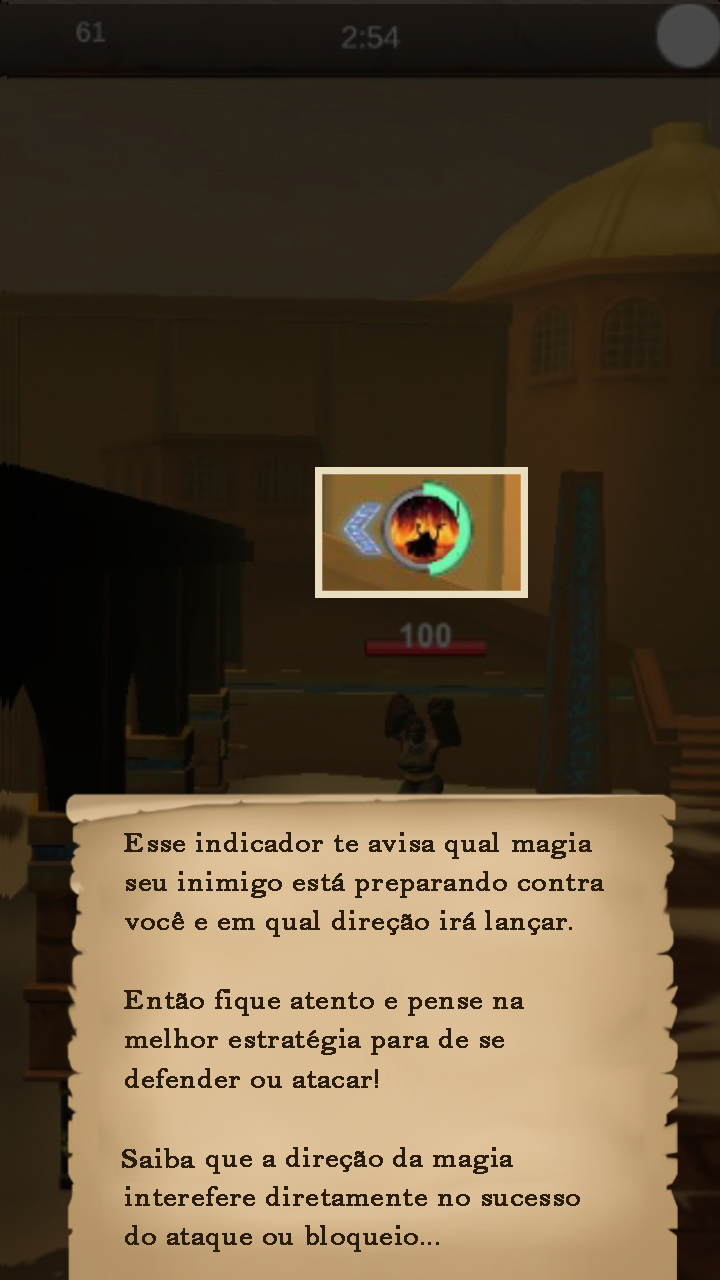 61
2:54
100
Esse indicador te avisa qual magia
seu inimigo está preparando contra
você e em qual direção irá lançar.
Então fique atento e pense na
melhor estratégia para de se
defender ou atacar!
Saiba que a direção da magia
interefere diretamente no sucesso
do ataque ou bloqueio...